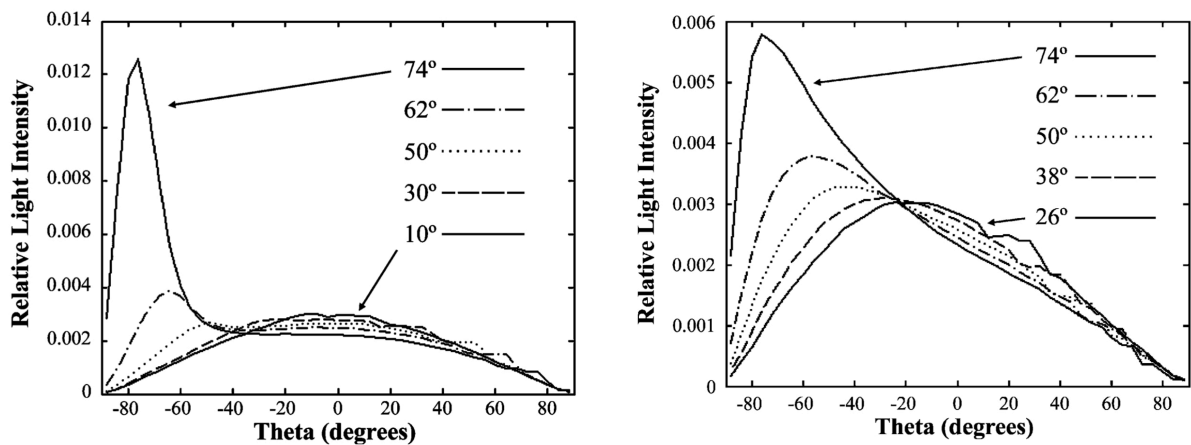 Relative Light Intensity
0.014
0.012
0.010
0.008
0.006
0.004
0.002
0
-80 -60 -40 -20 0 20 40 60 80
Theta (degrees)
74º
62º
50º
30º
10º
Relative Light Intensity
0.006
0.005
0.004
0.003
0.002
0.001
0
-80 -60 -40 -20 0 20 40 60 80
Theta (degrees)
74º
62º
50º
38º
26º